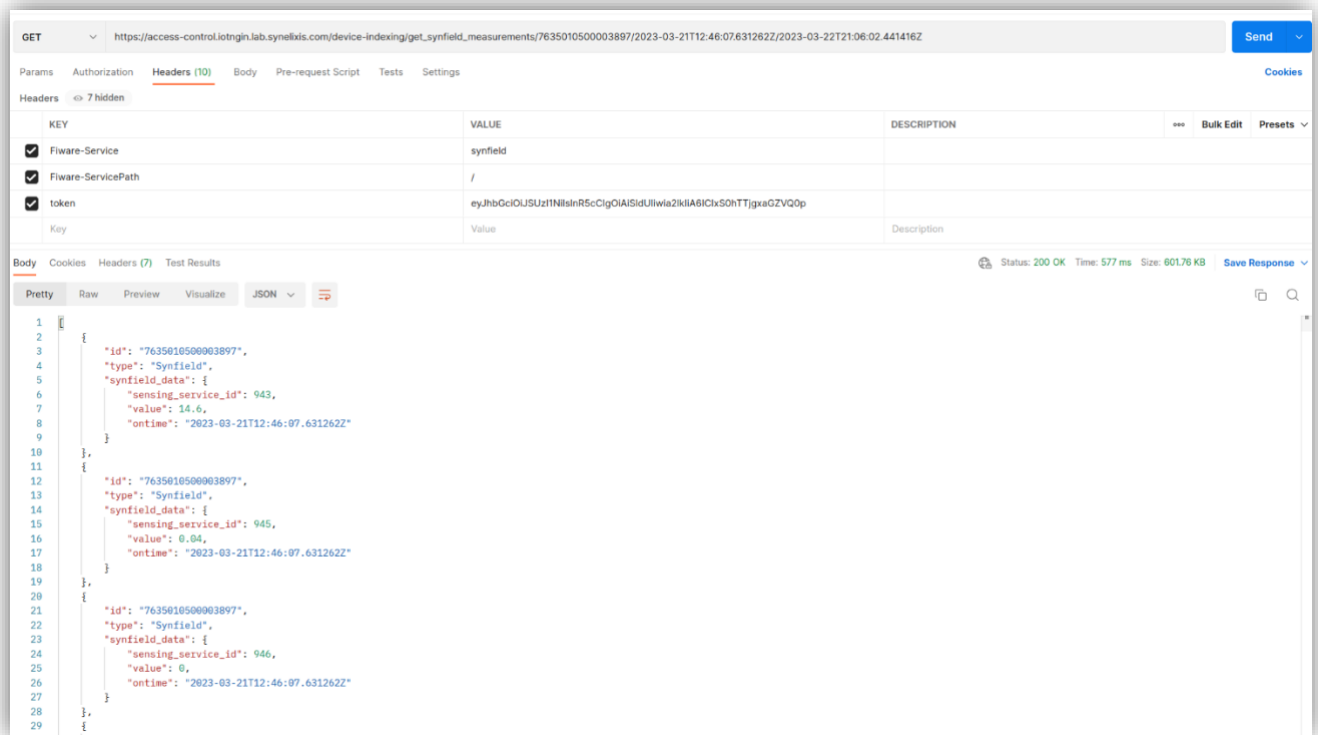 GET https://access-control.iotngin.lab.synelixis.com/device-indexing/get_synfield_measurements/7635010500003897/2023-03-21T12:46:07.631262Z/2023-03-22T21:06:02.441416Z Send
Params Authorization Headers (10) Body Pre-request Script Tests Settings Cookies
Headers 7 hidden
KEY VALUE DESCRIPTION ooo Bulk Edit Presets
Fiware-Service synfield
Fiware-ServicePath /
token
Key Value Description
Body Cookies Headers (7) Test Results Status: 200 OK Time: 577 ms Size: 601.76 KB Save Response
Pretty Raw Preview Visualize JSON
1 [
2 {
3 "id": "7635010500003897",
4 "type": "Synfield",
5 "synfield_data": {
6 "sensing_service_id": 943,
7 "value": 14.6,
8 "ontime": "2023-03-21T12:46:07.631262Z"
9 }
10 },
11 {
12 "id": "7635010500003897",
13 "type": "Synfield",
14 "synfield_data": {
15 "sensing_service_id": 945,
16 "value": 0.04,
17 "ontime": "2023-03-21T12:46:07.631262Z"
18 }
19 },
20 {
21 "id": "7635010500003897",
22 "type": "Synfield",
23 "synfield_data": {
24 "sensing_service_id": 946,
25 "value": 0,
26 "ontime": "2023-03-21T12:46:07.631262Z"
27 }
28 },
29 {